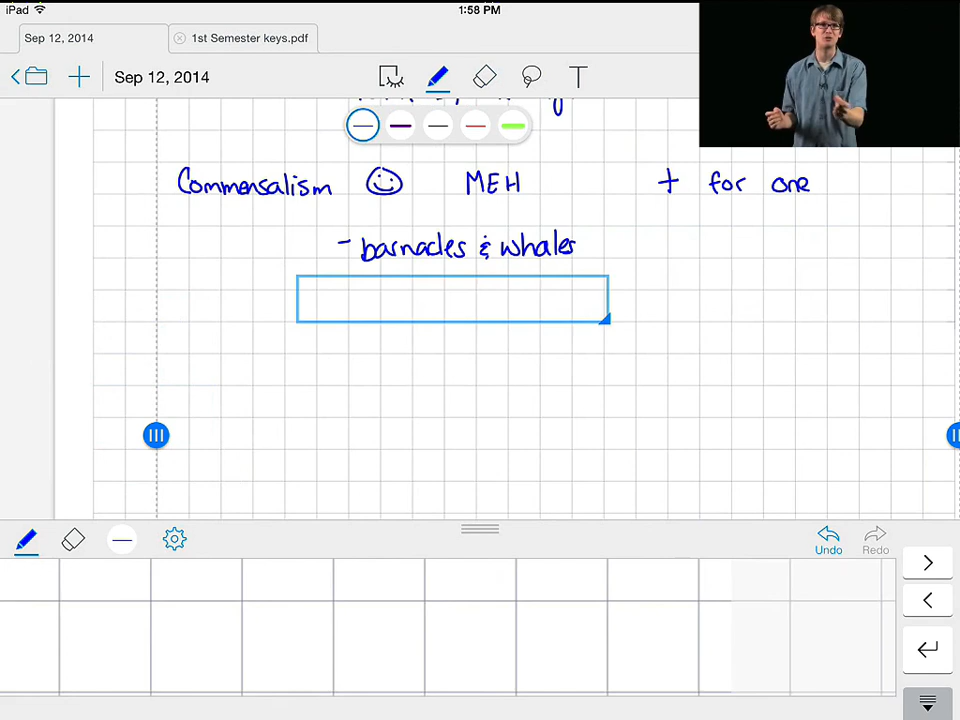 iPad 1:58 PM
Sep 12, 2014 1st Semester keys.pdf
Sep 12, 2014 T
Commensalism MEH + for one
- barnacles & whales
Undo Redo